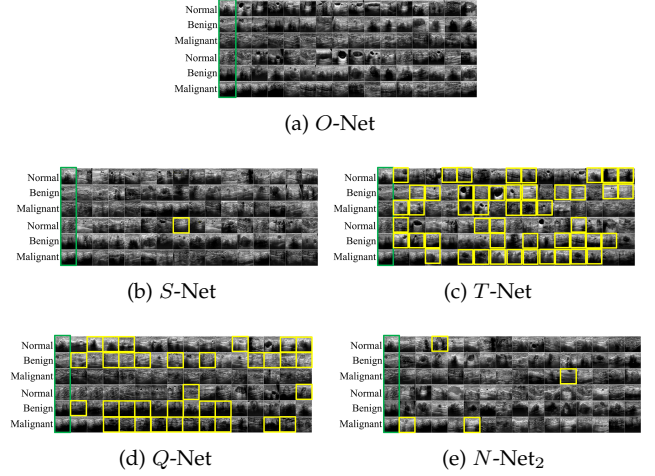 Normal
Benign
Malignant
Normal
Benign
Malignant
(a) O-Net
Normal
Benign
Malignant
Normal
Benign
Malignant
(b) S-Net
Normal
Benign
Malignant
Normal
Benign
Malignant
(c) T-Net
Normal
Benign
Malignant
Normal
Benign
Malignant
(d) Q-Net
Normal
Benign
Malignant
Normal
Benign
Malignant
(e) N-Net₂